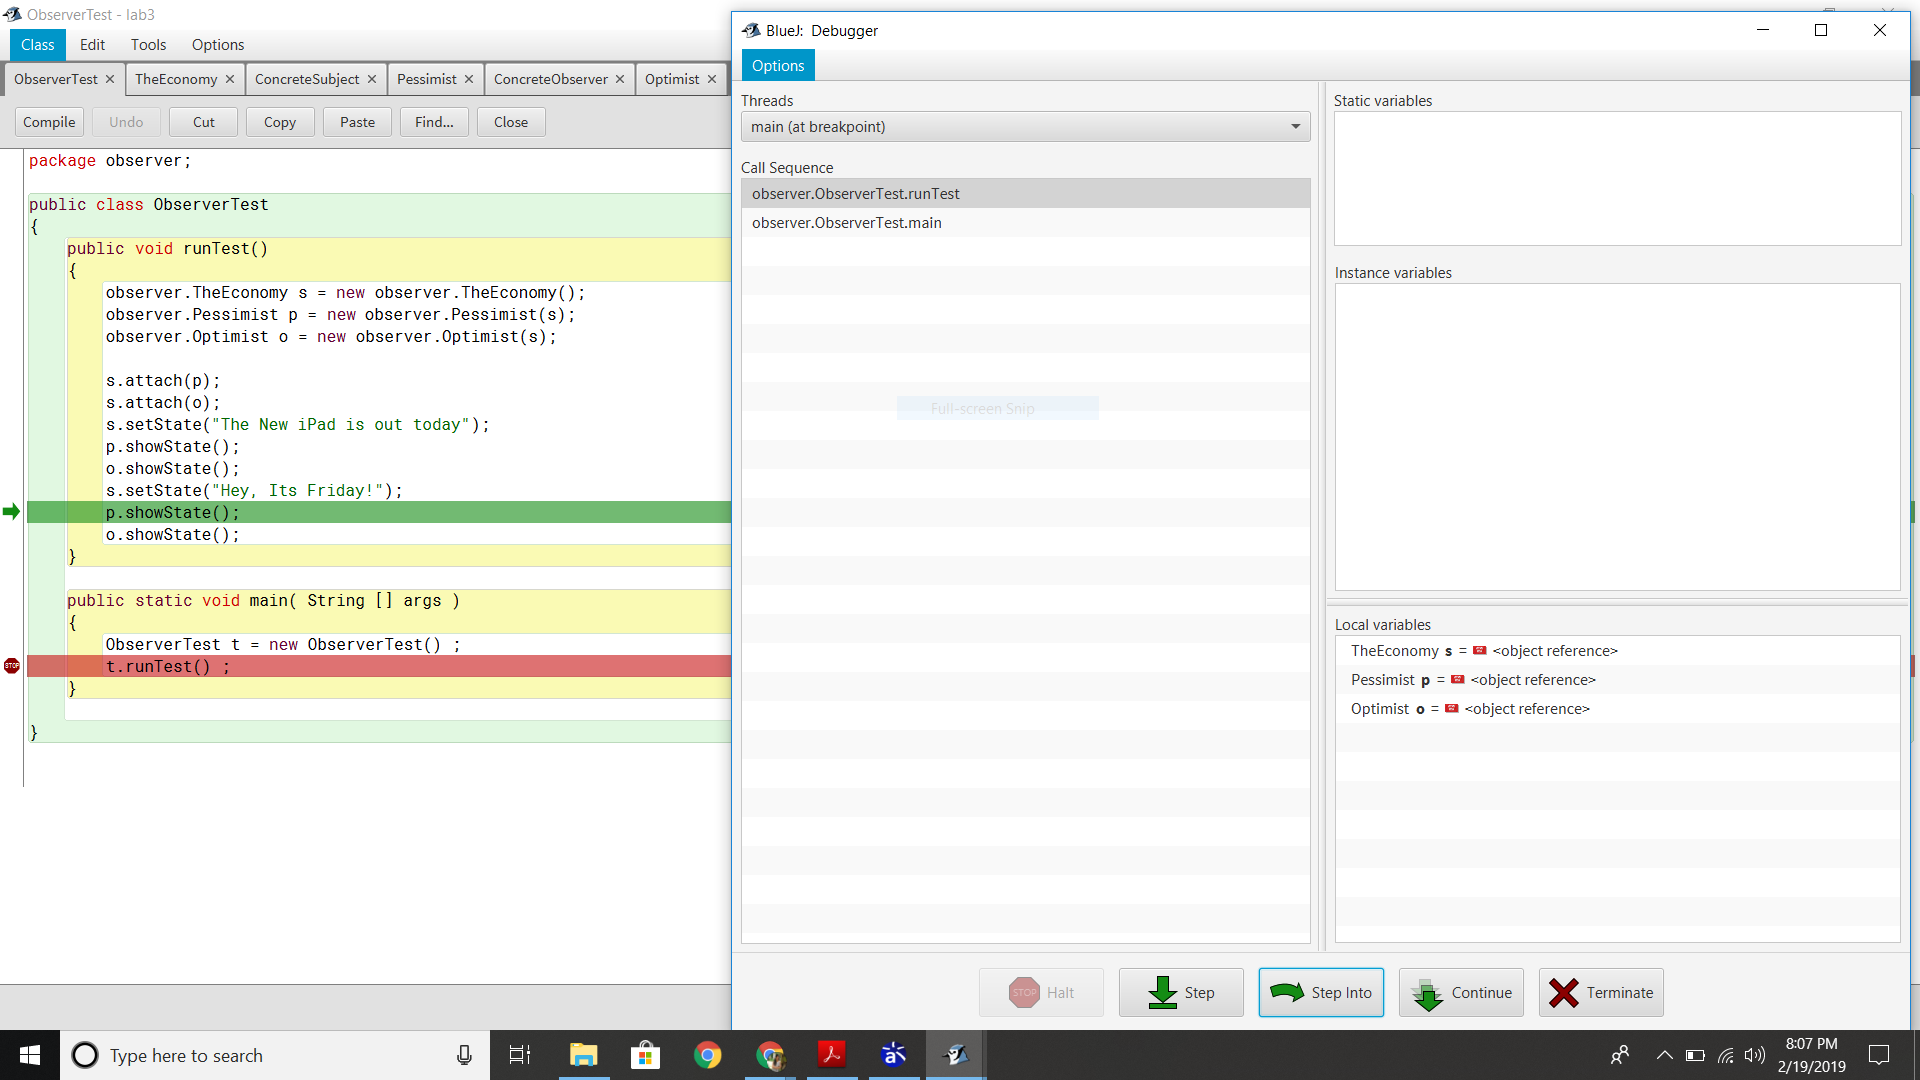 ObserverTest - lab3
Class Edit Tools Options
ObserverTest TheEconomy ConcreteSubject Pessimist ConcreteObserver Optimist
Compile Undo Cut Copy Paste Find... Close
package observer;
public class ObserverTest
{
public void runTest()
{
observer.TheEconomy s = new observer.TheEconomy();
observer.Pessimist p = new observer.Pessimist(s);
observer.Optimist o = new observer.Optimist(s);
s.attach(p);
s.attach(o);
s.setState("The New iPad is out today");
p.showState();
o.showState();
s.setState("Hey, Its Friday!");
p.showState();
o.showState();
}
public static void main( String [] args )
{
ObserverTest t = new ObserverTest() ;
STOP t.runTest() ;
}
}
BlueJ: Debugger
Options
Threads
main (at breakpoint)
Call Sequence
observer.ObserverTest.runTest
observer.ObserverTest.main
Full-screen Snip
Static variables
Instance variables
Local variables
TheEconomy s = <object reference>
Pessimist p = <object reference>
Optimist o = <object reference>
STOP Halt Step Step Into Continue Terminate
Type here to search
8:07 PM
2/19/2019